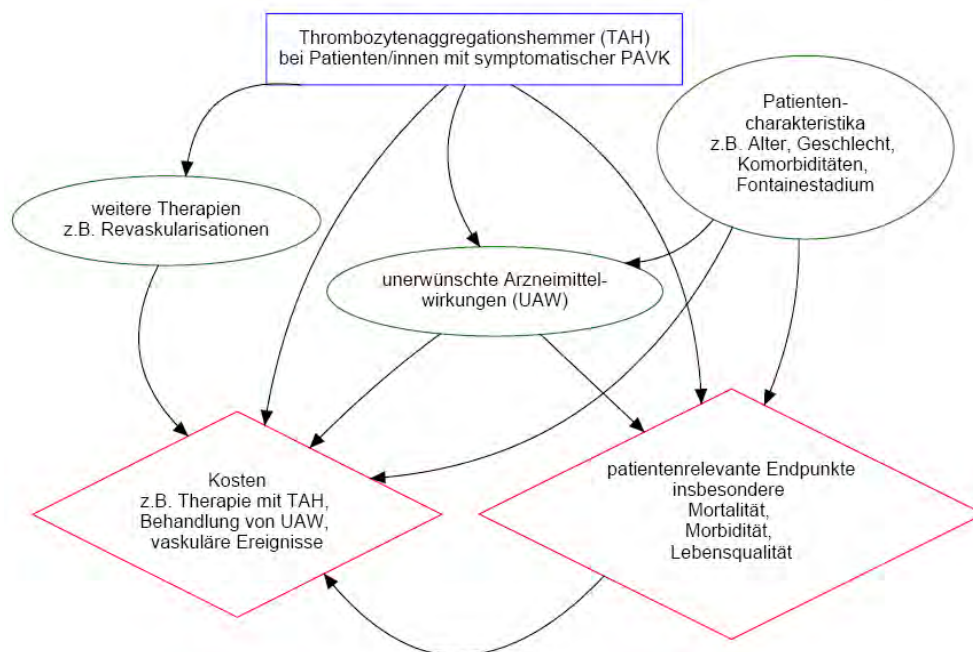 Thrombozytenaggregationshemmer (TAH)
bei Patienten/innen mit symptomatischer PAVK
Patienten-
charakteristika
z.B. Alter, Geschlecht,
Komorbiditäten,
Fontainestadium
weitere Therapien
z.B. Revaskularisationen
unerwünschte Arzneimittel-
wirkungen (UAW)
Kosten
z.B. Therapie mit TAH,
Behandlung von UAW,
vaskuläre Ereignisse
patientenrelevante Endpunkte
insbesondere
Mortalität,
Morbidität,
Lebensqualität